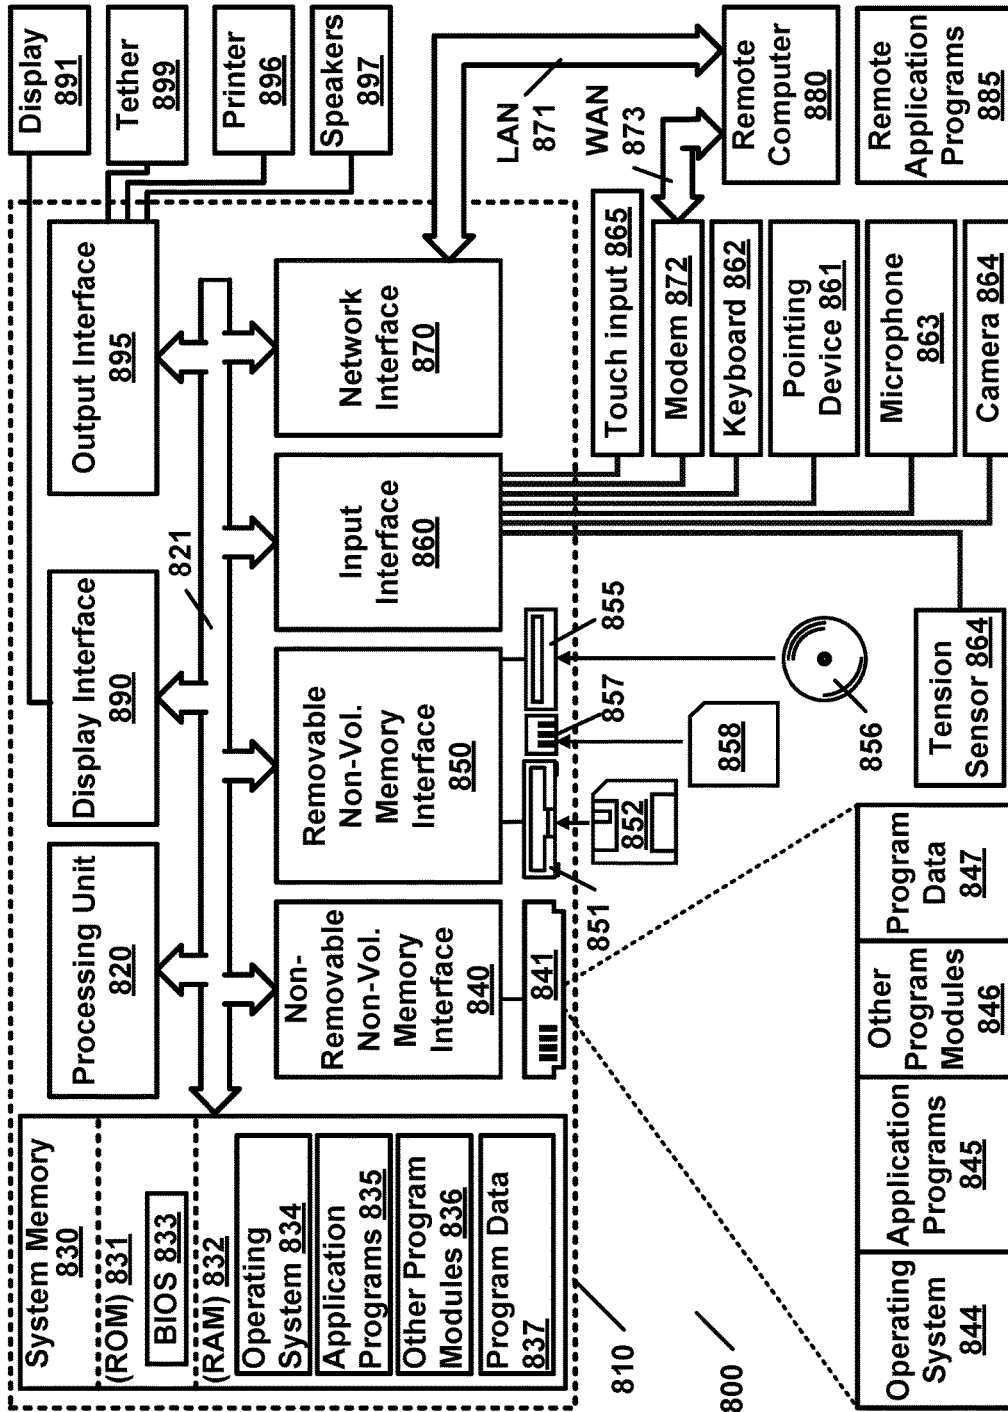 System Memory
830
(ROM) 831
BIOS 833
(RAM) 832
Operating
System 834
Application
Programs 835
Other Program
Modules 836
Program Data
837
Processing Unit
820
Display Interface
890
Output Interface
895
Display
891
Tether
899
Printer
896
Speakers
897
821
Non-
Removable
Non-Vol.
Memory
Interface
840
Removable
Non-Vol.
Memory
Interface
850
Input
Interface
860
Network
Interface
870
LAN
871
WAN
873
Remote
Computer
880
Remote
Application
Programs
885
841
851
852
857
855
858
856
Touch input 865
Modem 872
Keyboard 862
Pointing
Device 861
Microphone
863
Camera 864
Tension
Sensor 864
810
800
Operating
System
844
Application
Programs
845
Other
Program
Modules
846
Program
Data
847